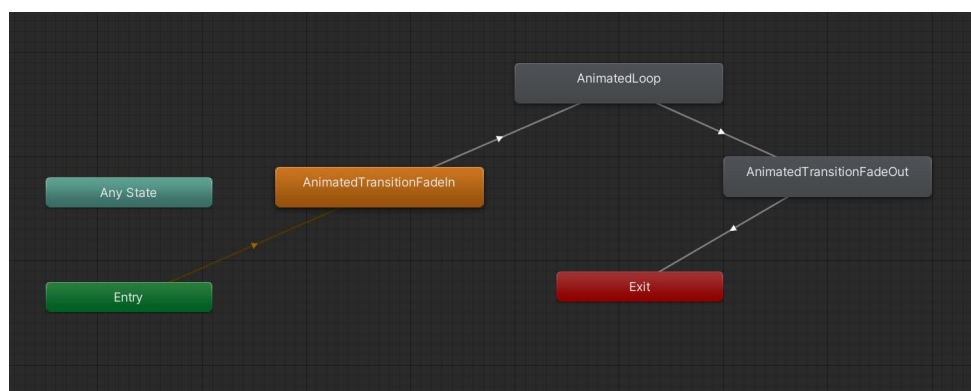 AnimatedLoop
AnimatedTransitionFadeOut
AnimatedTransitionFadeIn
Any State
Exit
Entry